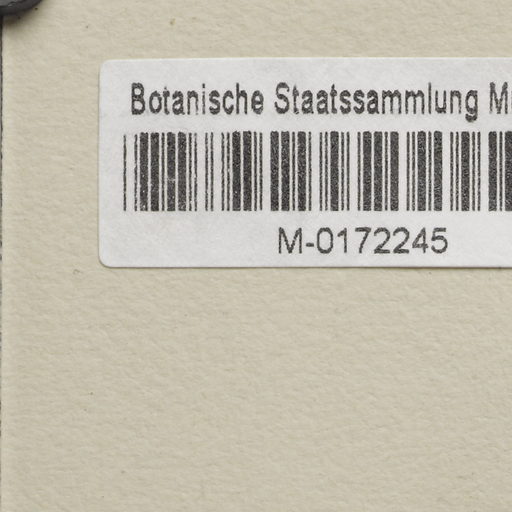 Botanische Staatssammlung
M-0172245